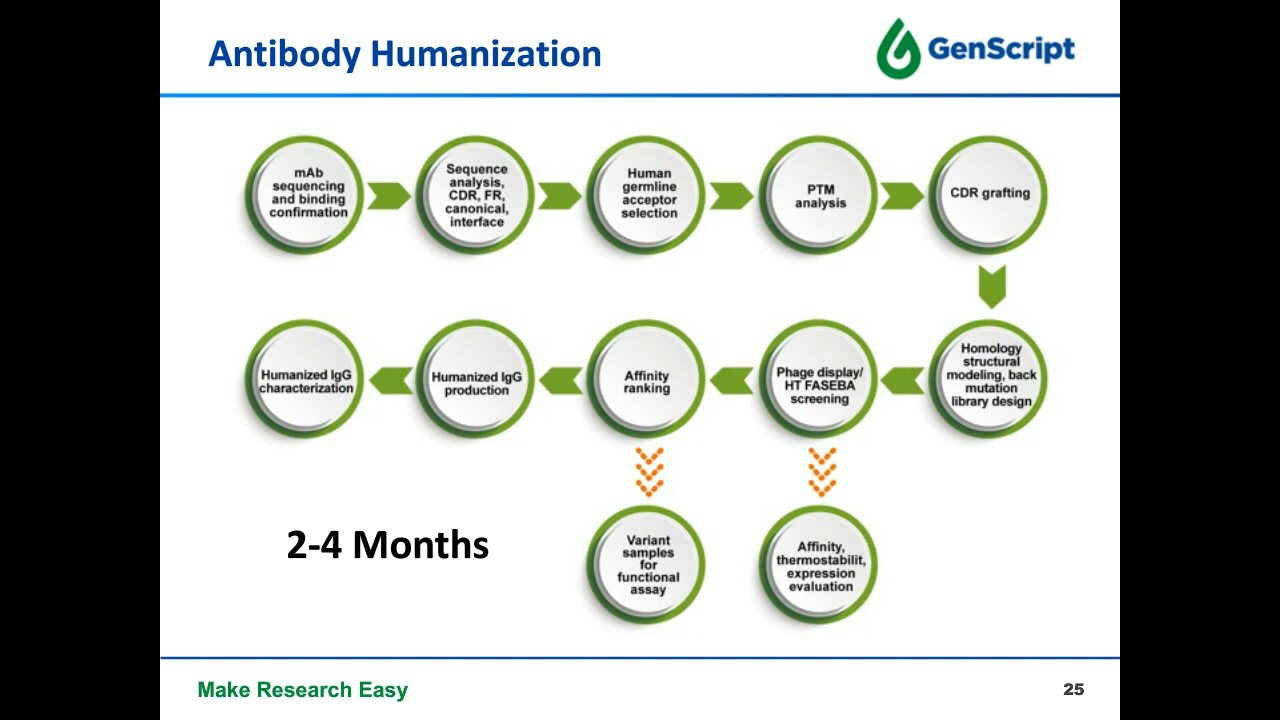 Antibody Humanization
GenScript
mAb
sequencing
and binding
confirmation
Sequence
analysis,
CDR, FR,
canonical,
interface
Human
germline
acceptor
selection
PTM
analysis
CDR grafting
Homology
structural
modeling, back
mutation
library design
Phage display/
HT FASEBA
screening
Affinity
ranking
Humanized IgG
production
Humanized IgG
characterization
Variant
samples
for
functional
assay
Affinity,
thermostabilit,
expression
evaluation
2-4 Months
Make Research Easy
25